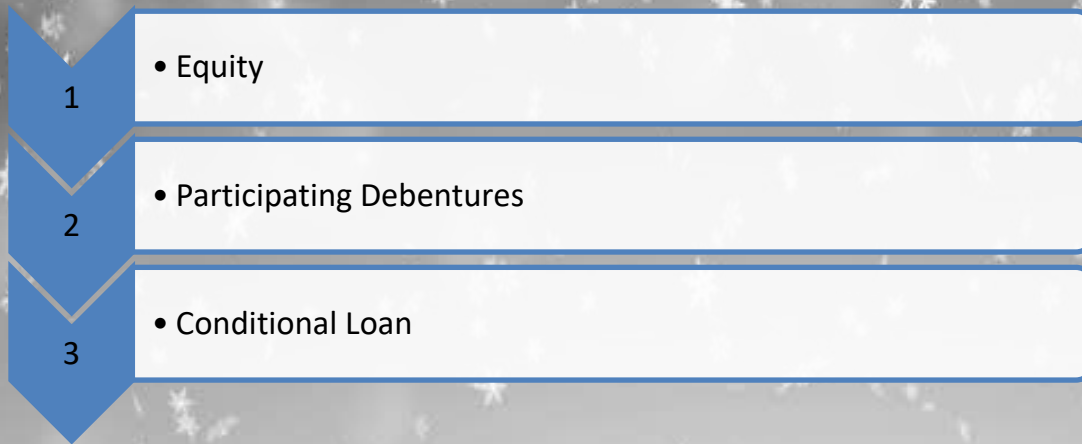 1
• Equity
2
• Participating Debentures
3
• Conditional Loan